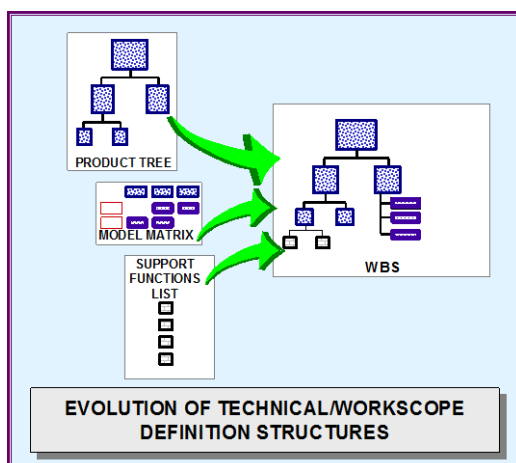 PRODUCT TREE
MODEL MATRIX
SUPPORT
FUNCTIONS
LIST
WBS
EVOLUTION OF TECHNICAL/WORKSCOPE
DEFINITION STRUCTURES